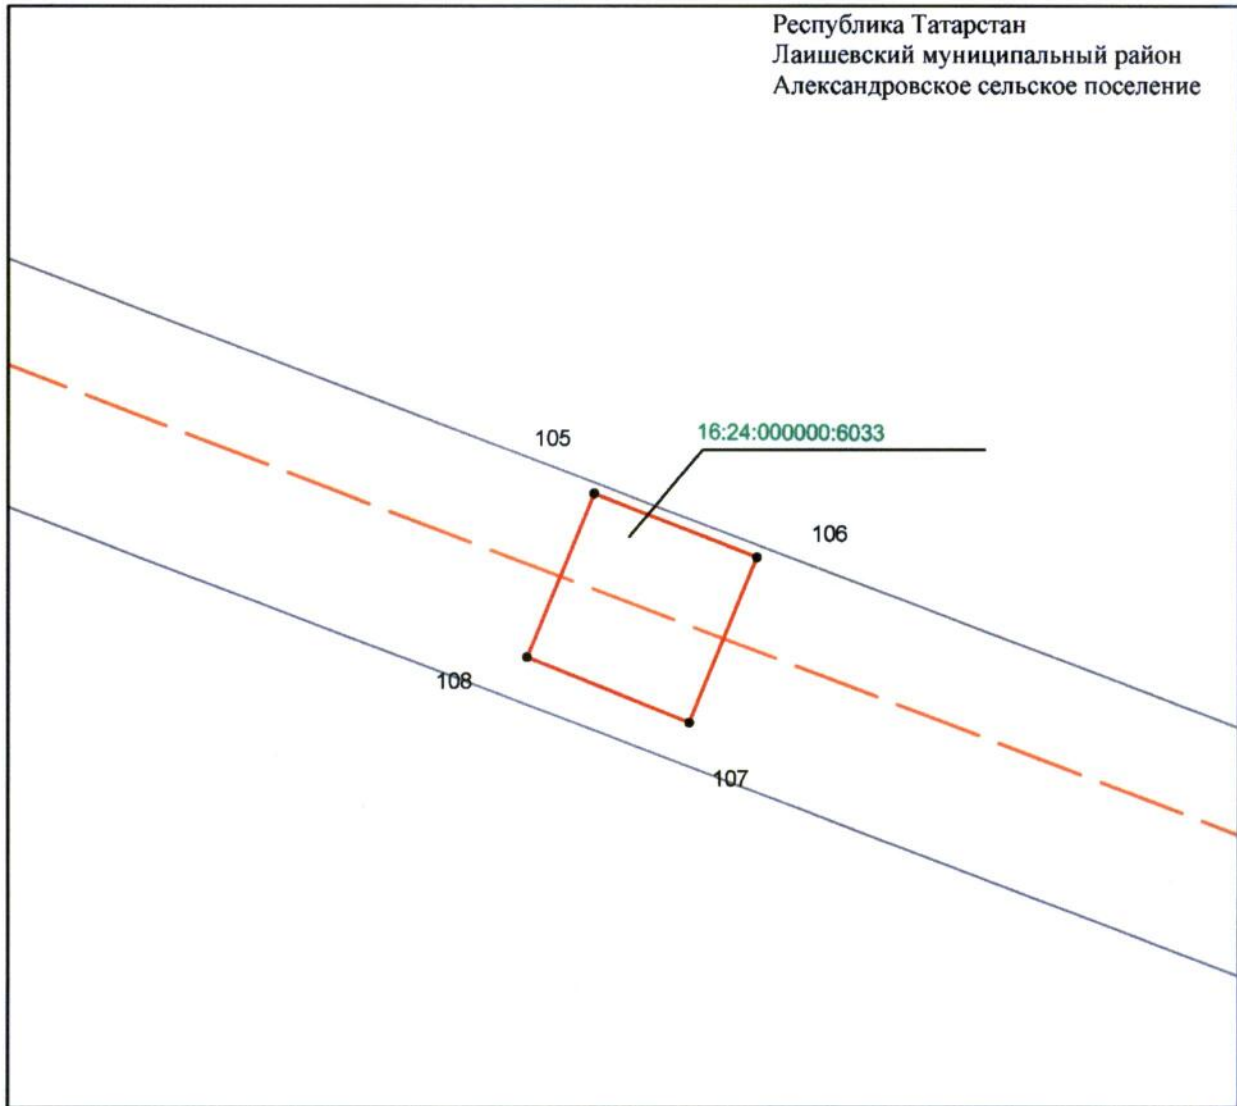 Республика Татарстан
Лаишевский муниципальный район
Александровское сельское поселение
105
16:24:000000:6033
106
108
107